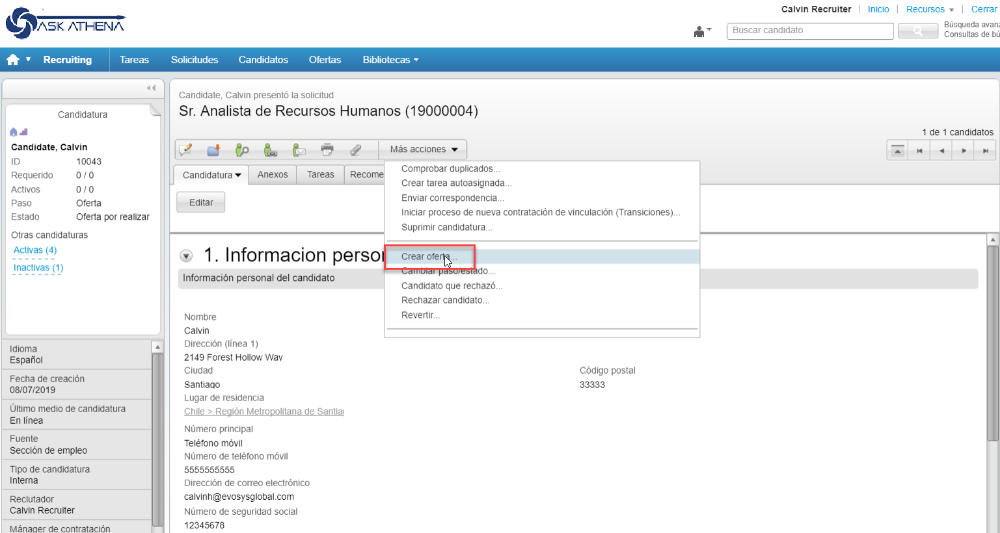 Calvin Recruiter | Inicio | Recursos | Cerrar
ASK ATHENA
Buscar candidato
Búsqueda avanz
Consultas de bú
Recruiting Tareas Solicitudes Candidatos Ofertas Bibliotecas
Candidatura
Candidate, Calvin
ID 10043
Requerido 0 / 0
Activos 0 / 0
Paso Oferta
Estado Oferta por realizar
Otras candidaturas
Activas (4)
Inactivas (1)
Idioma
Español
Fecha de creación
08/07/2019
Último medio de candidatura
En línea
Fuente
Sección de empleo
Tipo de candidatura
Interna
Reclutador
Calvin Recruiter
Mánager de contratación
Candidate, Calvin presentó la solicitud
Sr. Analista de Recursos Humanos (19000004)
1 de 1 candidatos
Más acciones
Candidatura Anexos Tareas Recome
Editar
Comprobar duplicados...
Crear tarea autoasignada...
Enviar correspondencia...
Iniciar proceso de nueva contratación de vinculación (Transiciones)...
Suprimir candidatura...
Crear oferta...
Cambiar paso/estado...
Candidato que rechazó...
Rechazar candidato...
Revertir...
1. Informacion person
Información personal del candidato
Nombre
Calvin
Dirección (línea 1)
2149 Forest Hollow Way
Ciudad Código postal
Santiago 33333
Lugar de residencia
Chile > Región Metropolitana de Santiag
Número principal
Teléfono móvil
Número de teléfono móvil
5555555555
Dirección de correo electrónico
calvinh@evosysglobal.com
Número de seguridad social
12345678